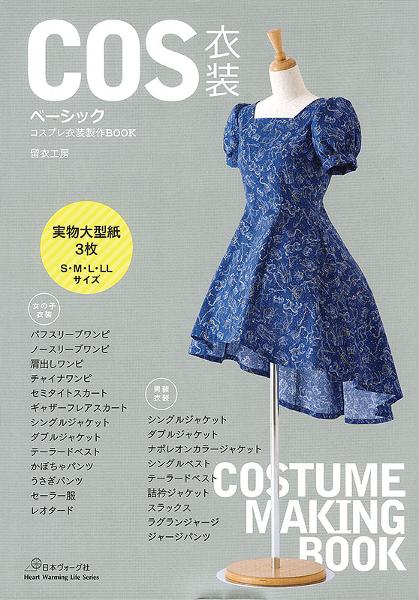 COS衣装
ベーシック
コスプレ衣装製作BOOK
留衣工房
実物大型紙
3枚
S・M・L・LL
サイズ
女の子
衣装
パフスリーブワンピ
ノースリーブワンピ
肩出しワンピ
チャイナワンピ
セミタイトスカート
ギャザーフレアスカート
シングルジャケット
ダブルジャケット
テーラードベスト
かぼちゃパンツ
うさぎパンツ
セーラー服
レオタード
男装
衣装
シングルジャケット
ダブルジャケット
ナポレオンカラージャケット
シングルベスト
テーラードベスト
詰衿ジャケット
スラックス
ラグランジャージ
ジャージパンツ
COSTUME
MAKING
BOOK
日本ヴォーグ社
Heart Warming Life Series